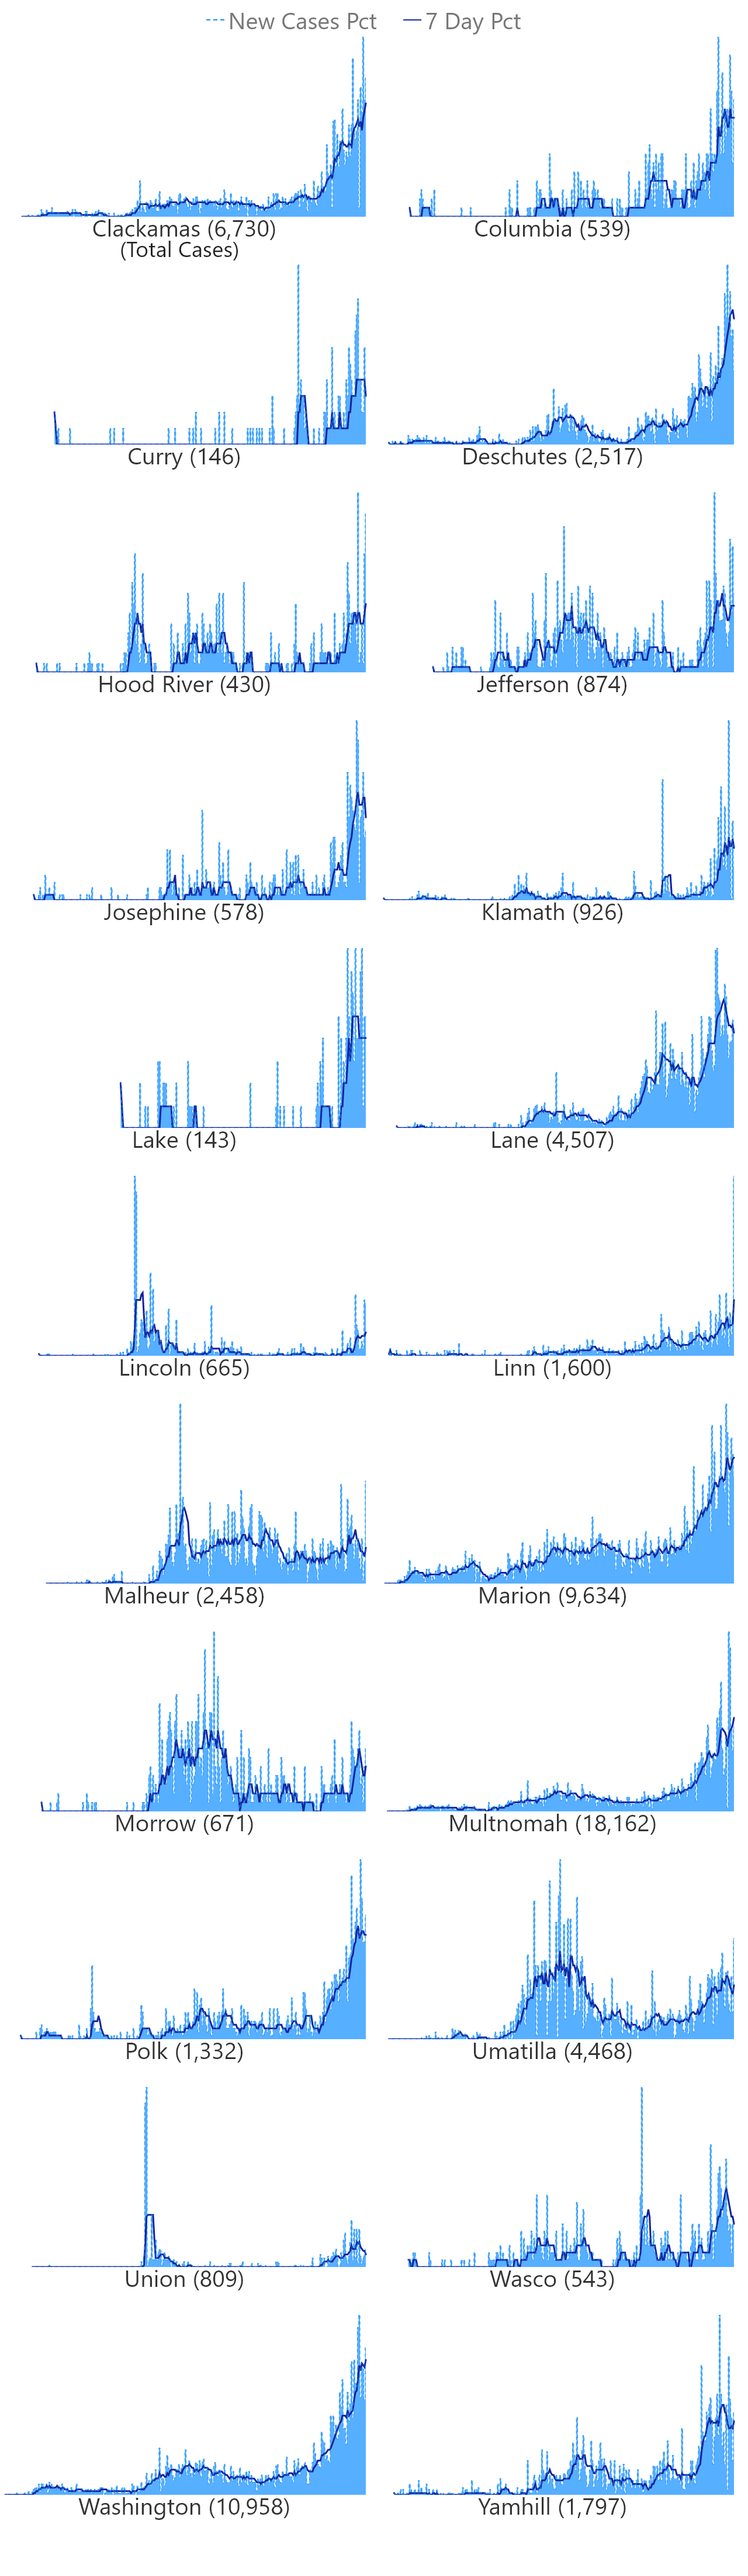 New Cases Pct 7 Day Pct
Clackamas (6,730) Columbia (539)
(Total Cases)
Curry (146) Deschutes (2,517)
Hood River (430) Jefferson (874)
Josephine (578) Klamath (926)
Lake (143) Lane (4,507)
Lincoln (665) Linn (1,600)
Malheur (2,458) Marion (9,634)
Morrow (671) Multnomah (18,162)
Polk (1,332) Umatilla (4,468)
Union (809) Wasco (543)
Washington (10,958) Yamhill (1,797)